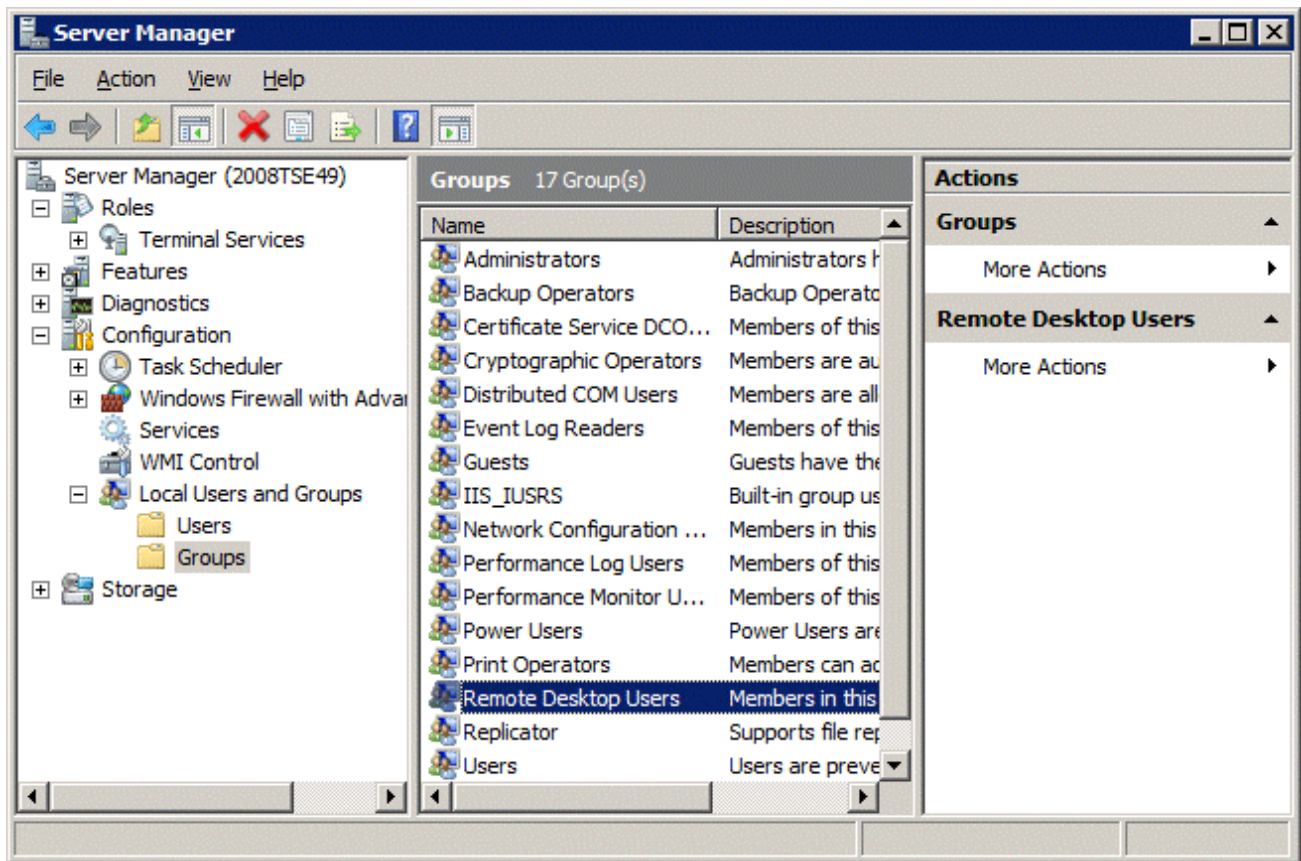 Server Manager
File Action View Help
Server Manager (2008TSE49)
Roles
Terminal Services
Features
Diagnostics
Configuration
Task Scheduler
Windows Firewall with Advar
Services
WMI Control
Local Users and Groups
Users
Groups
Storage
Groups 17 Group(s)
Name Description
Administrators Administrators h
Backup Operators Backup Operato
Certificate Service DCO... Members of this
Cryptographic Operators Members are au
Distributed COM Users Members are all
Event Log Readers Members of this
Guests Guests have the
IIS_IUSRS Built-in group us
Network Configuration ... Members in this
Performance Log Users Members of this
Performance Monitor U... Members of this
Power Users Power Users are
Print Operators Members can ad
Remote Desktop Users Members in this
Replicator Supports file rep
Users Users are preve
Actions
Groups
More Actions
Remote Desktop Users
More Actions